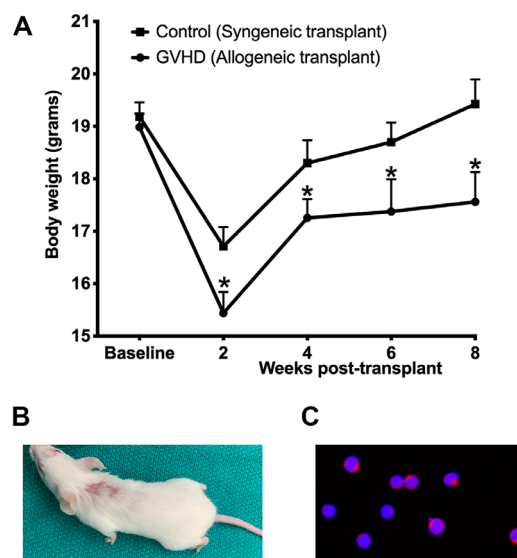 A
Control (Syngeneic transplant)
GVHD (Allogeneic transplant)
Body weight (grams)
21
20
19
18
17
16
15
*
*
*
*
Baseline
2
4
6
8
Weeks post-transplant
B
C